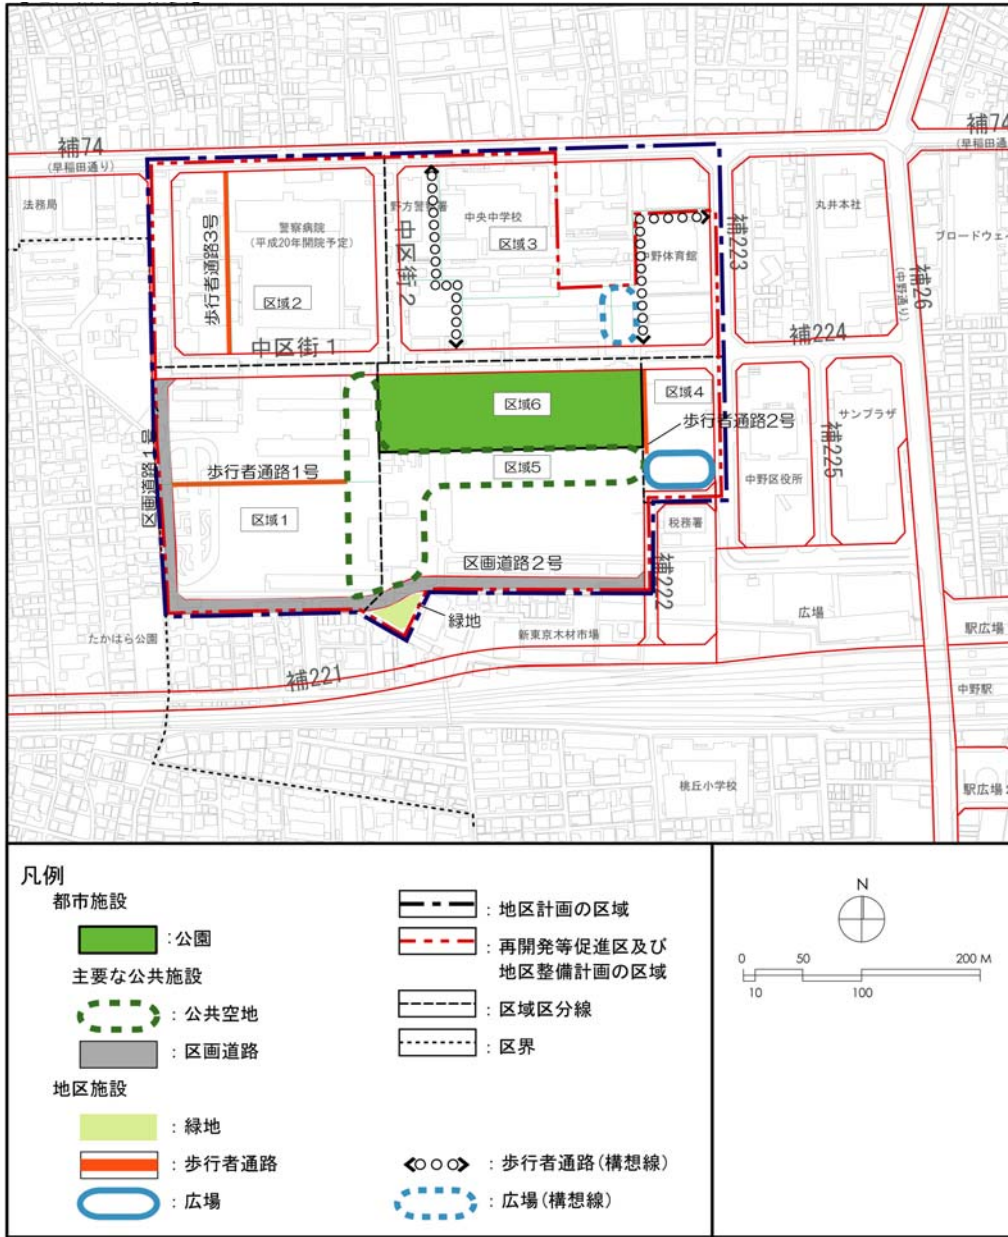 補74
(早稲田通り)
補74
(早稲田通
法務局
野方警察署
中央中学校
丸井本社
警察病院
(平成20年開院予定)
区域3
ブロードウェイ
歩行者通路3号
中区街2
中野体育館
補223
補26
(中野通り)
区域2
中区街1
補224
区域6
区域4
サンプラザ
歩行者通路2号
区画道路1号
歩行者通路1号
区域5
中野区役所
補225
区域1
税務署
区画道路2号
補222
緑地
広場
たかはら公園
新東京木材市場
駅広場
補221
中野駅
桃丘小学校
駅広場2
凡例
都市施設
:公園
主要な公共施設
:公共空地
:区画道路
地区施設
:緑地
:歩行者通路
:広場
:地区計画の区域
:再開発等促進区及び
地区整備計画の区域
:区域区分線
:区界
:歩行者通路(構想線)
:広場(構想線)
N
0 50 200 M
10 100